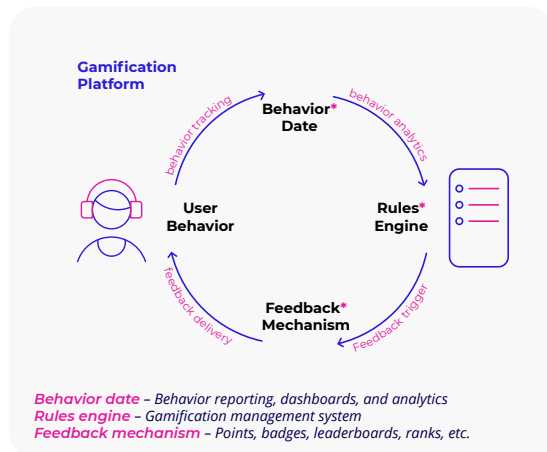 Gamification
Platform
behavior tracking
Behavior*
Date
behavior analytics
User
Behavior
Rules*
Engine
feedback delivery
Feedback*
Mechanism
Feedback trigger
Behavior date – Behavior reporting, dashboards, and analytics
Rules engine – Gamification management system
Feedback mechanism – Points, badges, leaderboards, ranks, etc.